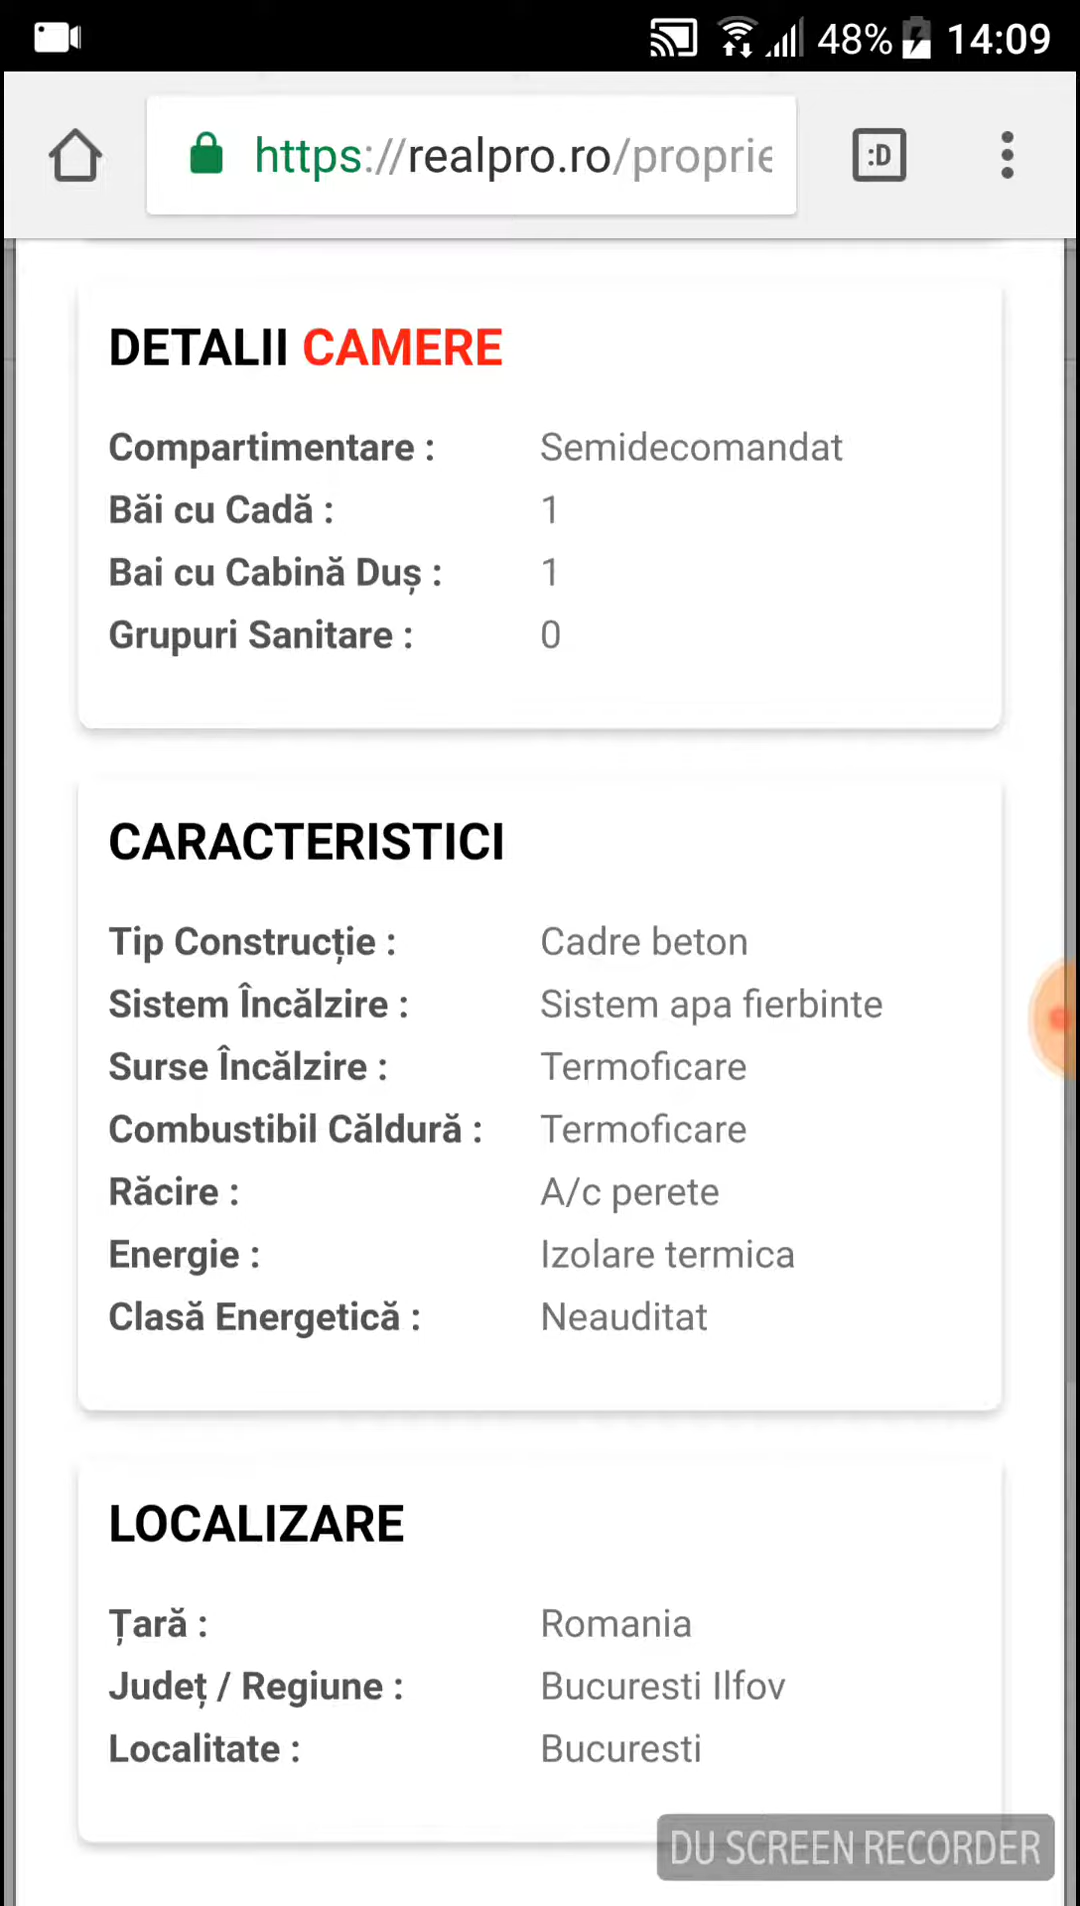 48% 14:09
https://realpro.ro/proprie
:D
DETALII CAMERE
Compartimentare : Semidecomandat
Băi cu Cadă : 1
Bai cu Cabină Duș : 1
Grupuri Sanitare : 0
CARACTERISTICI
Tip Construcție : Cadre beton
Sistem Încălzire : Sistem apa fierbinte
Surse Încălzire : Termoficare
Combustibil Căldură : Termoficare
Răcire : A/c perete
Energie : Izolare termica
Clasă Energetică : Neauditat
LOCALIZARE
Țară : Romania
Județ / Regiune : Bucuresti Ilfov
Localitate : Bucuresti
DU SCREEN RECORDER